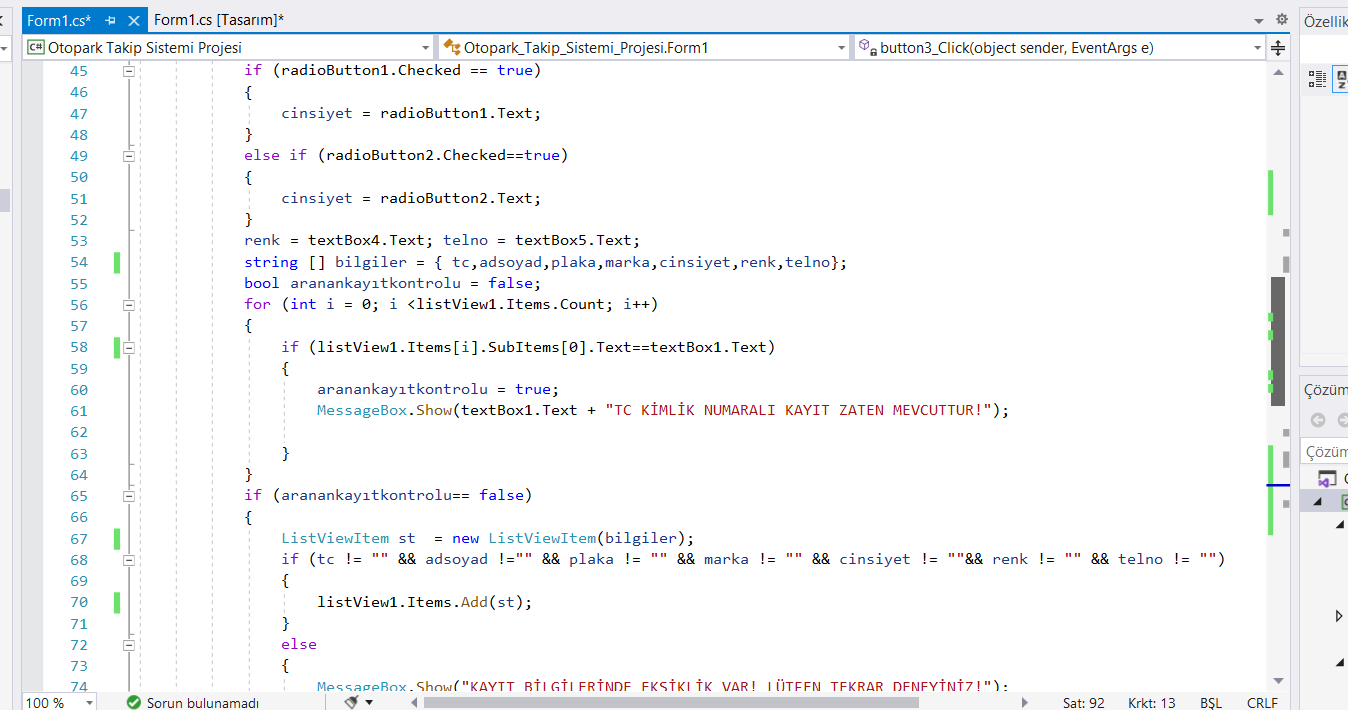 Form1.cs* Form1.cs [Tasarım]*
Özellik
C# Otopark Takip Sistemi Projesi Otopark_Takip_Sistemi_Projesi.Form1 button3_Click(object sender, EventArgs e)
45 if (radioButton1.Checked == true)
46 {
47 cinsiyet = radioButton1.Text;
48 }
49 else if (radioButton2.Checked==true)
50 {
51 cinsiyet = radioButton2.Text;
52 }
53 renk = textBox4.Text; telno = textBox5.Text;
54 string [] bilgiler = { tc,adsoyad,plaka,marka,cinsiyet,renk,telno};
55 bool aranankayıtkontrolu = false;
56 for (int i = 0; i <listView1.Items.Count; i++)
57 {
58 if (listView1.Items[i].SubItems[0].Text==textBox1.Text)
59 {
60 aranankayıtkontrolu = true;
61 MessageBox.Show(textBox1.Text + "TC KİMLİK NUMARALI KAYIT ZATEN MEVCUTTUR!");
62
63 }
64 }
65 if (aranankayıtkontrolu== false)
66 {
67 ListViewItem st  = new ListViewItem(bilgiler);
68 if (tc != "" && adsoyad !="" && plaka != "" && marka != "" && cinsiyet != ""&& renk != "" && telno != "")
69 {
70 listView1.Items.Add(st);
71 }
72 else
73 {
74 MessageBox.Show("KAYIT BİLGİLERİNDE EKSİKLİK VAR! LÜTFEN TEKRAR DENEYİNİZ!");
Çözüm
Çözüm
100 % Sorun bulunamadı Sat: 92 Krkt: 13 BŞL CRLF